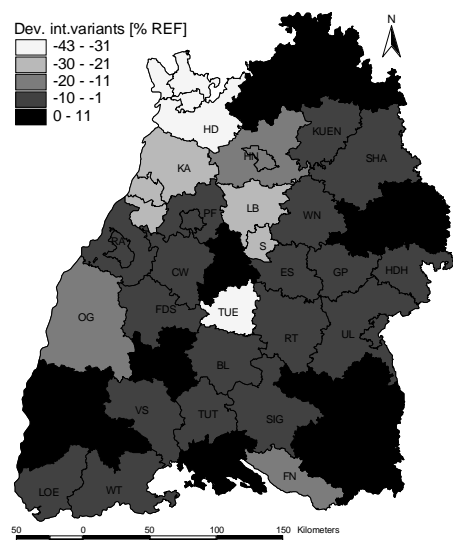 N
Dev. int.variants [% REF]
-43 - -31
-30 - -21
-20 - -11
-10 - -1
0 - 11
HD
KUEN
HN
SHA
KA
LB
PF
WN
RA
S
CW
ES
GP
HDH
FDS
TUE
OG
RT
UL
BL
VS
TUT
SIG
FN
LOE
WT
50 0 50 100 150 Kilometers